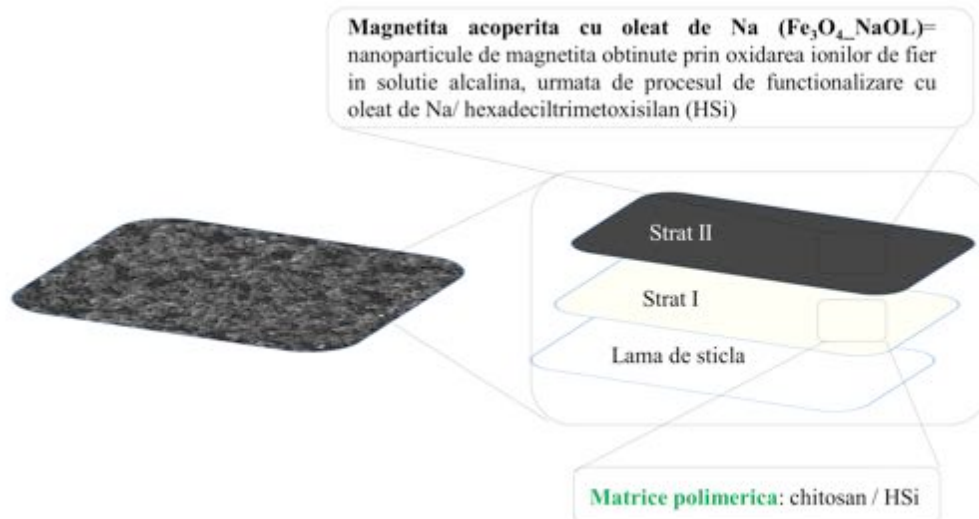 Magnetita acoperita cu oleat de Na (Fe₃O₄_NaOL)=
nanoparticule de magnetita obtinute prin oxidarea ionilor de fier
in solutie alcalina, urmata de procesul de functionalizare cu
oleat de Na/ hexadeciltrimetoxisilan (HSi)
Strat II
Strat I
Lama de sticla
Matrice polimerica: chitosan / HSi